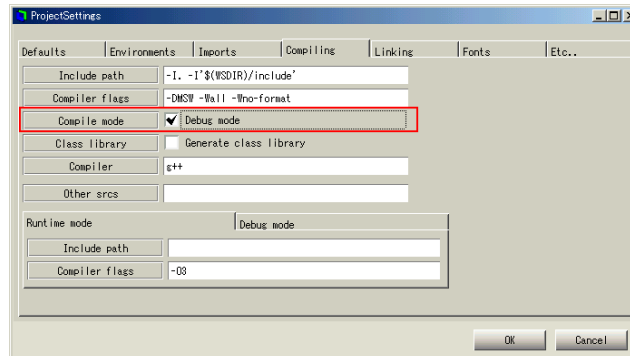 ProjectSettings
Defaults Environments Imports Compiling Linking Fonts Etc..
Include path -I. -I'$(WSDIR)/include'
Compiler flags -DMSW -Wall -Wno-format
Compile mode Debug mode
Class library Generate class library
Compiler g++
Other srcs
Runtime mode Debug mode
Include path
Compiler flags -O3
OK Cancel